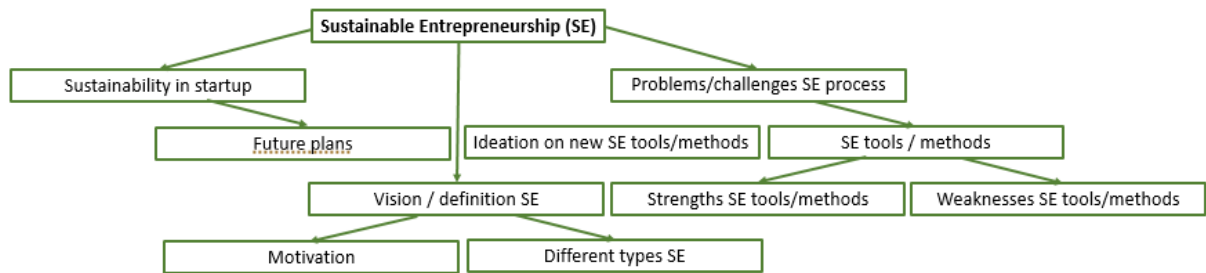 Sustainable Entrepreneurship (SE)
Sustainability in startup
Problems/challenges SE process
Future plans
Ideation on new SE tools/methods
SE tools / methods
Vision / definition SE
Strengths SE tools/methods
Weaknesses SE tools/methods
Motivation
Different types SE